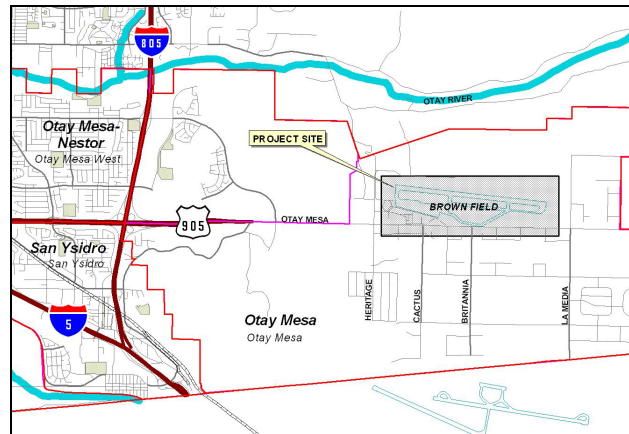 805
OTAY RIVER
Otay Mesa-
Nestor
Otay Mesa West
PROJECT SITE
BROWN FIELD
905
OTAY MESA
San Ysidro
San Ysidro
HERITAGE
CACTUS
BRITANNIA
LA MEDIA
5
Otay Mesa
Otay Mesa